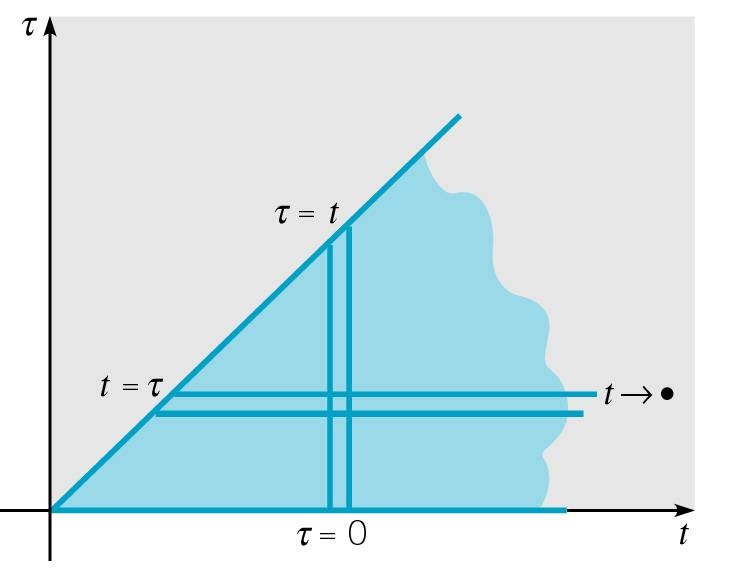 τ
τ = t
t = τ
t → •
τ = 0
t